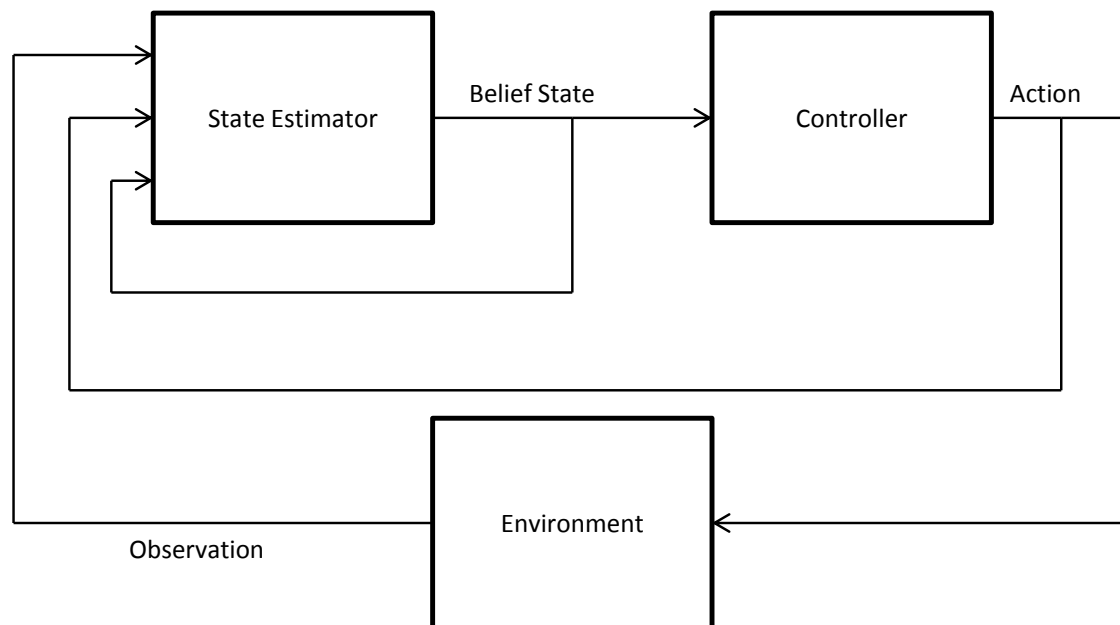 Belief State
Action
State Estimator
Controller
Environment
Observation